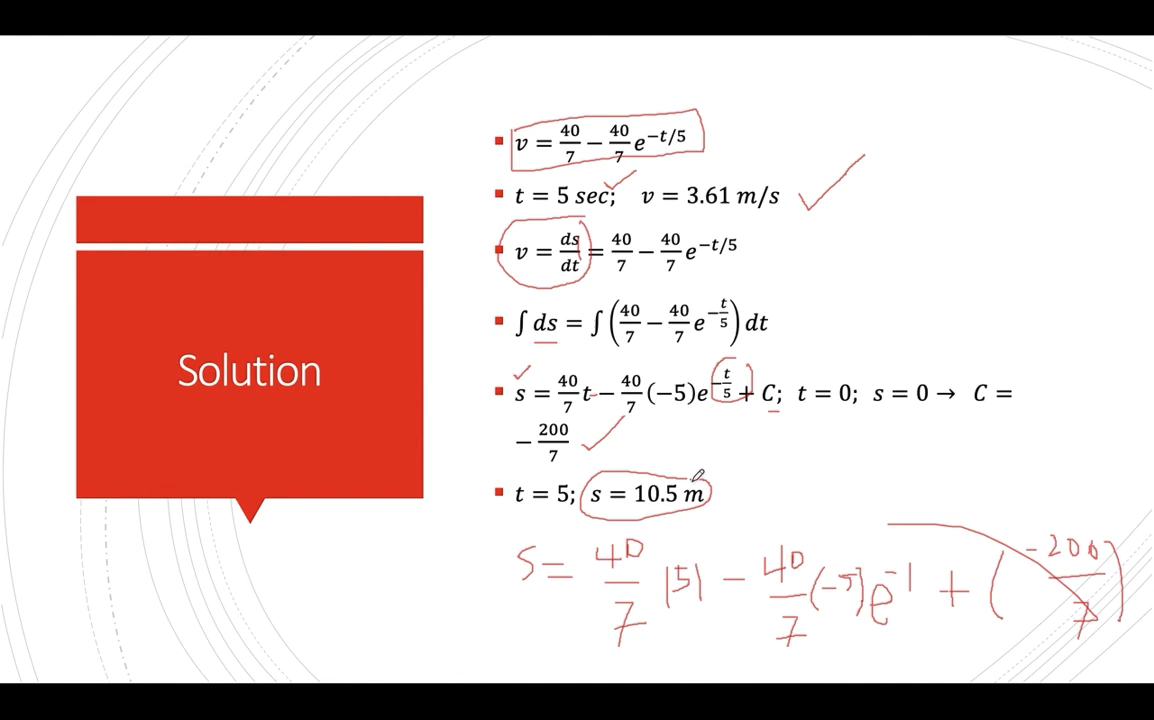 Solution
▪ v = 40/7 − 40/7 e^{−t/5}
▪ t = 5 sec; v = 3.61 m/s
▪ v = ds/dt = 40/7 − 40/7 e^{−t/5}
▪ ∫ ds = ∫ (40/7 − 40/7 e^{−t/5}) dt
▪ s = 40/7 t − 40/7 (−5)e^{−t/5} + C; t = 0; s = 0 → C =
− 200/7
▪ t = 5; s = 10.5 m
S = 40/7 (5) − 40/7 (−5) e^{−1} + (−200/7)